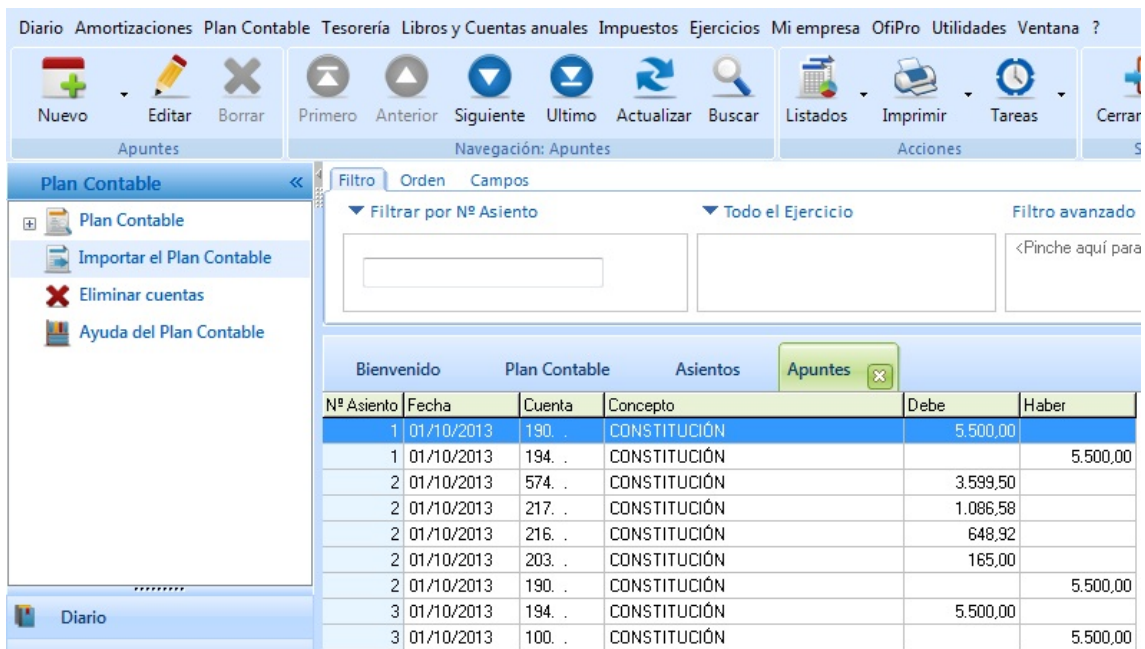 Diario Amortizaciones Plan Contable Tesorería Libros y Cuentas anuales Impuestos Ejercicios Mi empresa OfiPro Utilidades Ventana ?
Nuevo Editar Borrar Primero Anterior Siguiente Ultimo Actualizar Buscar Listados Imprimir Tareas Cerrar
Apuntes Navegación: Apuntes Acciones S
Plan Contable «
Plan Contable
Importar el Plan Contable
Eliminar cuentas
Ayuda del Plan Contable
Diario
Filtro Orden Campos
Filtrar por Nº Asiento Todo el Ejercicio Filtro avanzado
<Pinche aquí para
Bienvenido Plan Contable Asientos Apuntes
Nº Asiento Fecha Cuenta Concepto Debe Haber
1 01/10/2013 190. . CONSTITUCIÓN 5.500,00
1 01/10/2013 194. . CONSTITUCIÓN 5.500,00
2 01/10/2013 574. . CONSTITUCIÓN 3.599,50
2 01/10/2013 217. . CONSTITUCIÓN 1.086,58
2 01/10/2013 216. . CONSTITUCIÓN 648,92
2 01/10/2013 203. . CONSTITUCIÓN 165,00
2 01/10/2013 190. . CONSTITUCIÓN 5.500,00
3 01/10/2013 194. . CONSTITUCIÓN 5.500,00
3 01/10/2013 100. . CONSTITUCIÓN 5.500,00